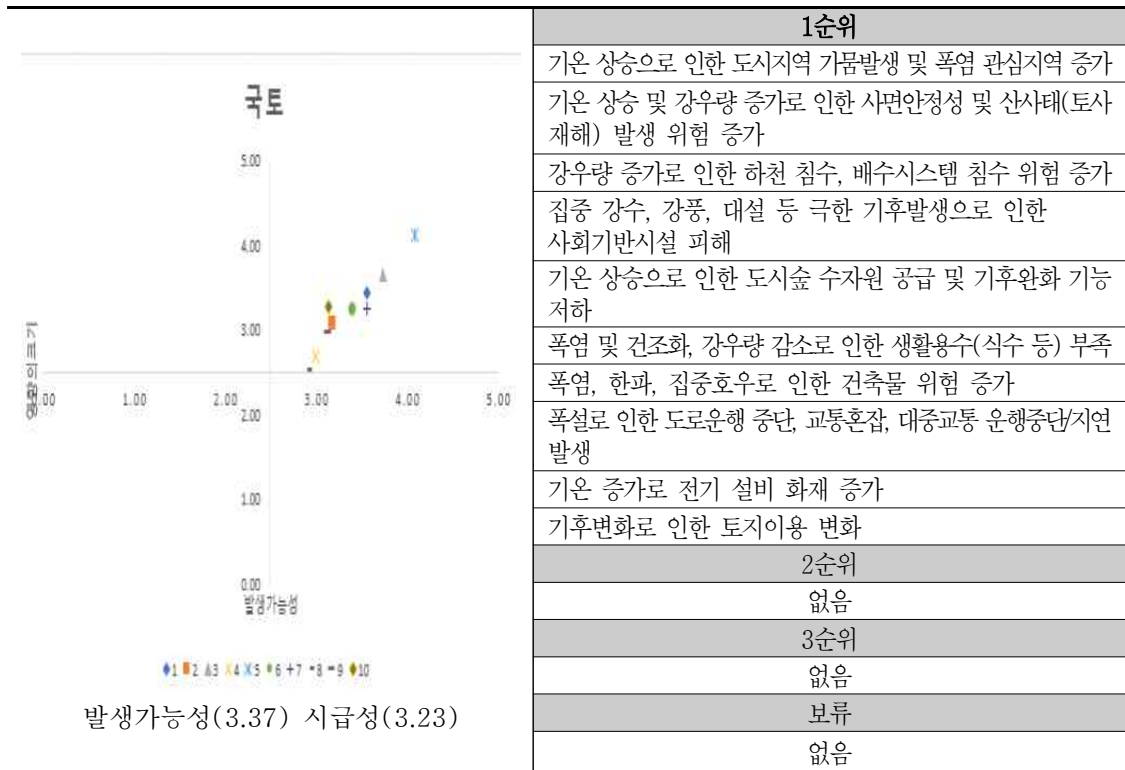 국토
5.00
4.00
3.00
2.00
1.00
0.00
영향의크기
0.00 1.00 2.00 3.00 4.00 5.00
발생가능성
1 2 3 4 5 6 7 8 9 10
발생가능성(3.37) 시급성(3.23)
1순위
기온 상승으로 인한 도시지역 가뭄발생 및 폭염 관심지역 증가
기온 상승 및 강우량 증가로 인한 사면안정성 및 산사태(토사
재해) 발생 위험 증가
강우량 증가로 인한 하천 침수, 배수시스템 침수 위험 증가
집중 강수, 강풍, 대설 등 극한 기후발생으로 인한
사회기반시설 피해
기온 상승으로 인한 도시숲 수자원 공급 및 기후완화 기능
저하
폭염 및 건조화, 강우량 감소로 인한 생활용수(식수 등) 부족
폭염, 한파, 집중호우로 인한 건축물 위험 증가
폭설로 인한 도로운행 중단, 교통혼잡, 대중교통 운행중단/지연
발생
기온 증가로 전기 설비 화재 증가
기후변화로 인한 토지이용 변화
2순위
없음
3순위
없음
보류
없음